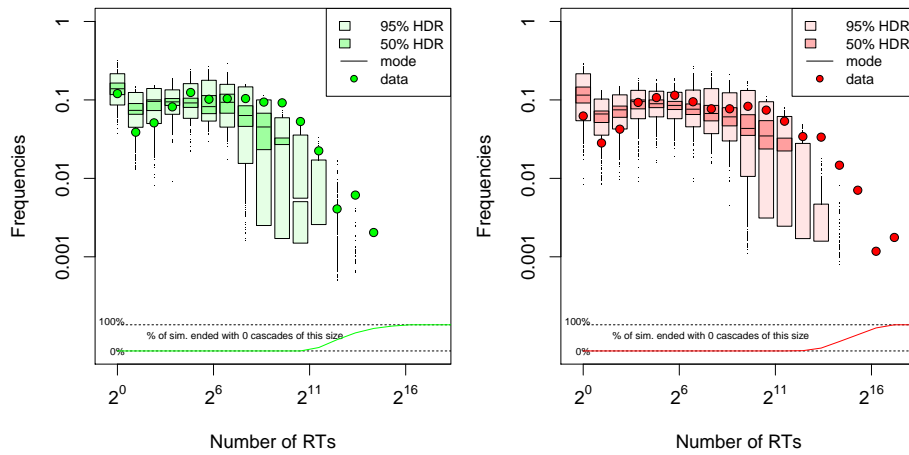 1
0.1
0.01
0.001
Frequencies
95% HDR
50% HDR
mode
data
100%
% of sim. ended with 0 cascades of this size
0%
2^0
2^6
2^11
2^16
Number of RTs
1
0.1
0.01
0.001
Frequencies
95% HDR
50% HDR
mode
data
100%
% of sim. ended with 0 cascades of this size
0%
2^0
2^6
2^11
2^16
Number of RTs